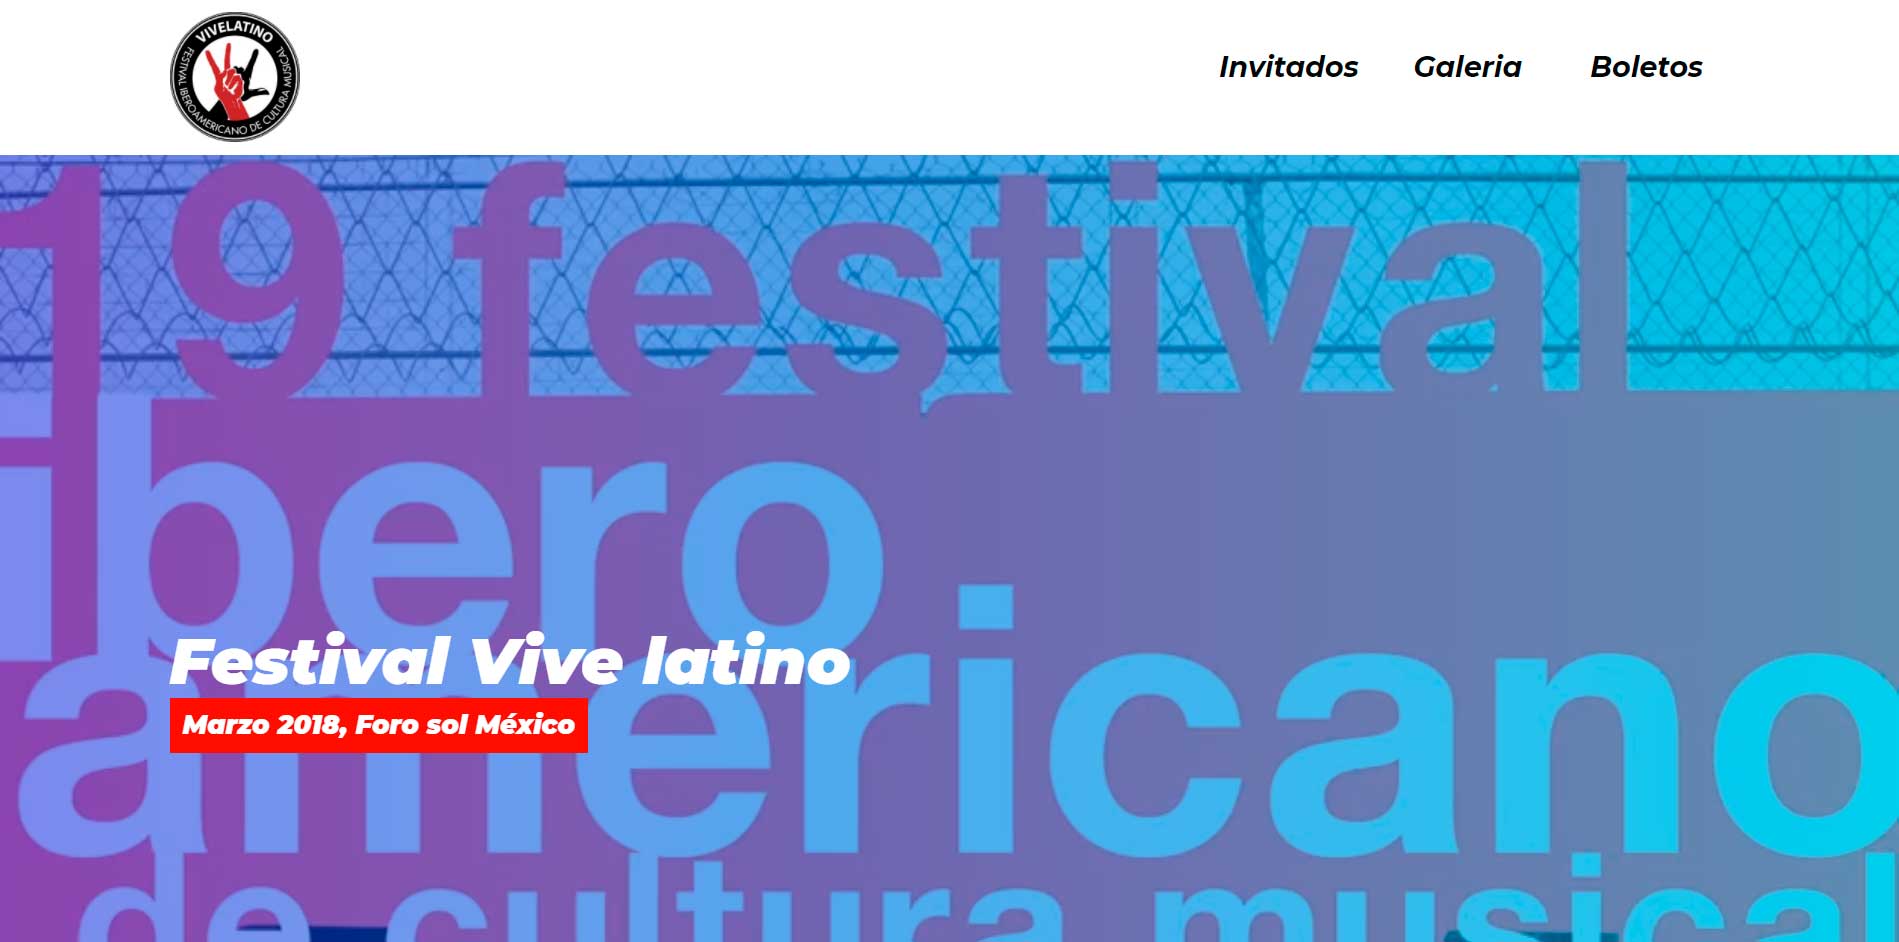 VIVELATINO
FESTIVAL IBEROAMERICANO DE CULTURA MUSICAL
Invitados Galeria Boletos
19 festival
ibero
americano
de cultura musical
Festival Vive latino
Marzo 2018, Foro sol México